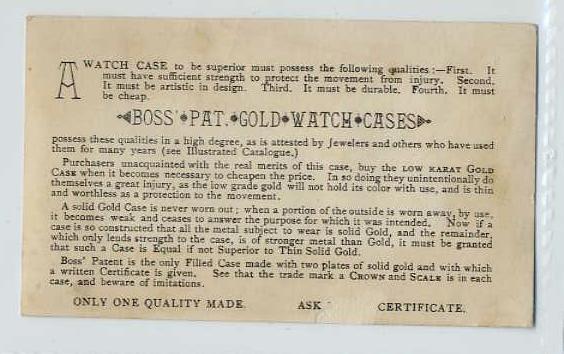 A WATCH CASE to be superior must possess the following qualities :—First. It
must have sufficient strength to protect the movement from injury. Second.
It must be artistic in design. Third. It must be durable. Fourth. It must
be cheap.
BOSS' PAT. GOLD WATCH CASES
possess these qualities in a high degree, as is attested by Jewelers and others who have used
them for many years (see Illustrated Catalogue.)
Purchasers unacquainted with the real merits of this case, buy the LOW KARAT GOLD
CASE when it becomes necessary to cheapen the price. In so doing they unintentionally do
themselves a great injury, as the low grade gold will not hold its color with use, and is thin
and worthless as a protection to the movement.
A solid Gold Case is never worn out; when a portion of the outside is worn away, by use,
it becomes weak and ceases to answer the purpose for which it was intended. Now if a
case is so constructed that all the metal subject to wear is solid Gold, and the remainder,
which only lends strength to the case, is of stronger metal than Gold, it must be granted
that such a Case is Equal if not Superior to Thin Solid Gold.
Boss' Patent is the only Filled Case made with two plates of solid gold and with which
a written Certificate is given. See that the trade mark a CROWN and SCALE is in each
case, and beware of imitations.
ONLY ONE QUALITY MADE. ASK CERTIFICATE.